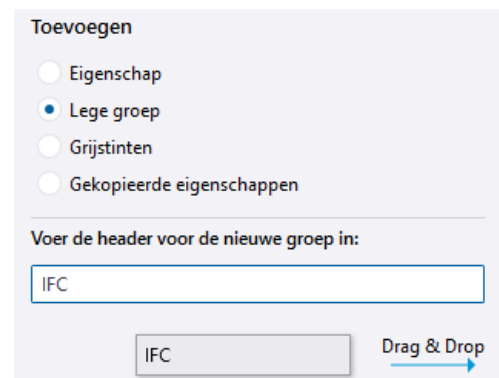 Toevoegen
Eigenschap
Lege groep
Grijstinten
Gekopieerde eigenschappen
Voer de header voor de nieuwe groep in:
IFC
IFC
Drag & Drop